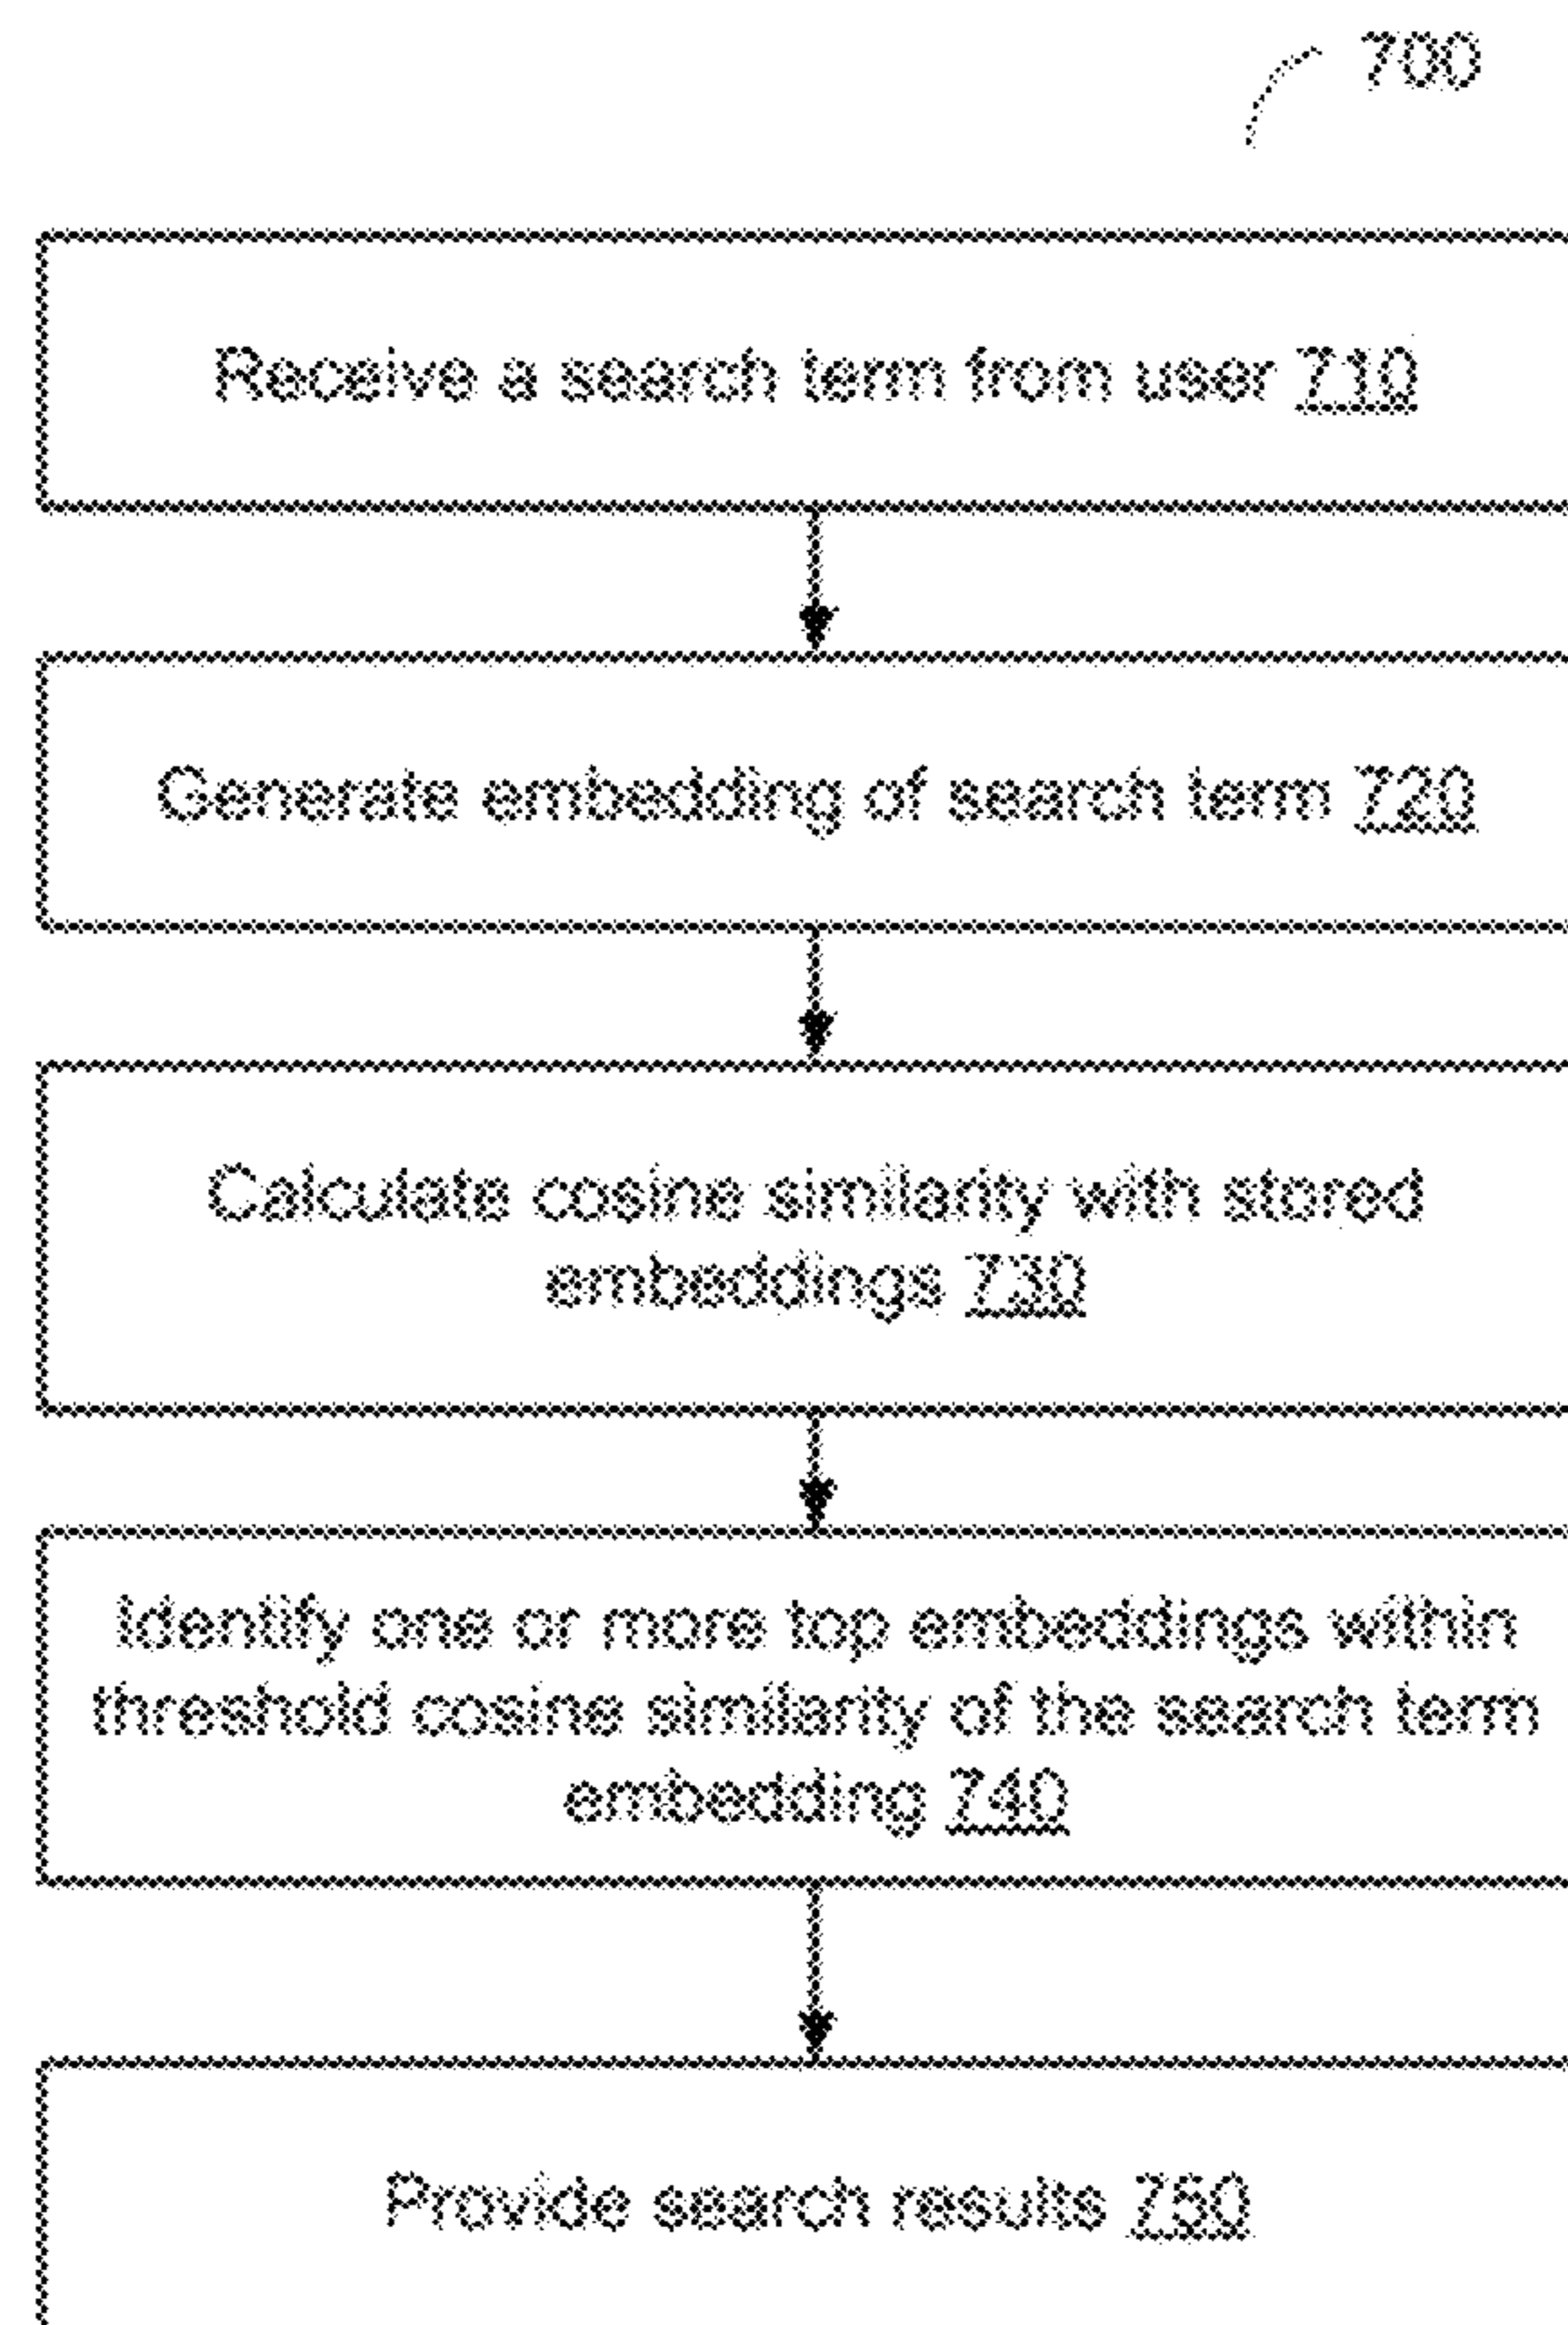 700
Receive a search term from user 710
Generate embedding of search term 720
Calculate cosine similarity with stored
embeddings 730
Identify one or more top embeddings within
threshold cosine similarity of the search term
embedding 740
Provide search results 750